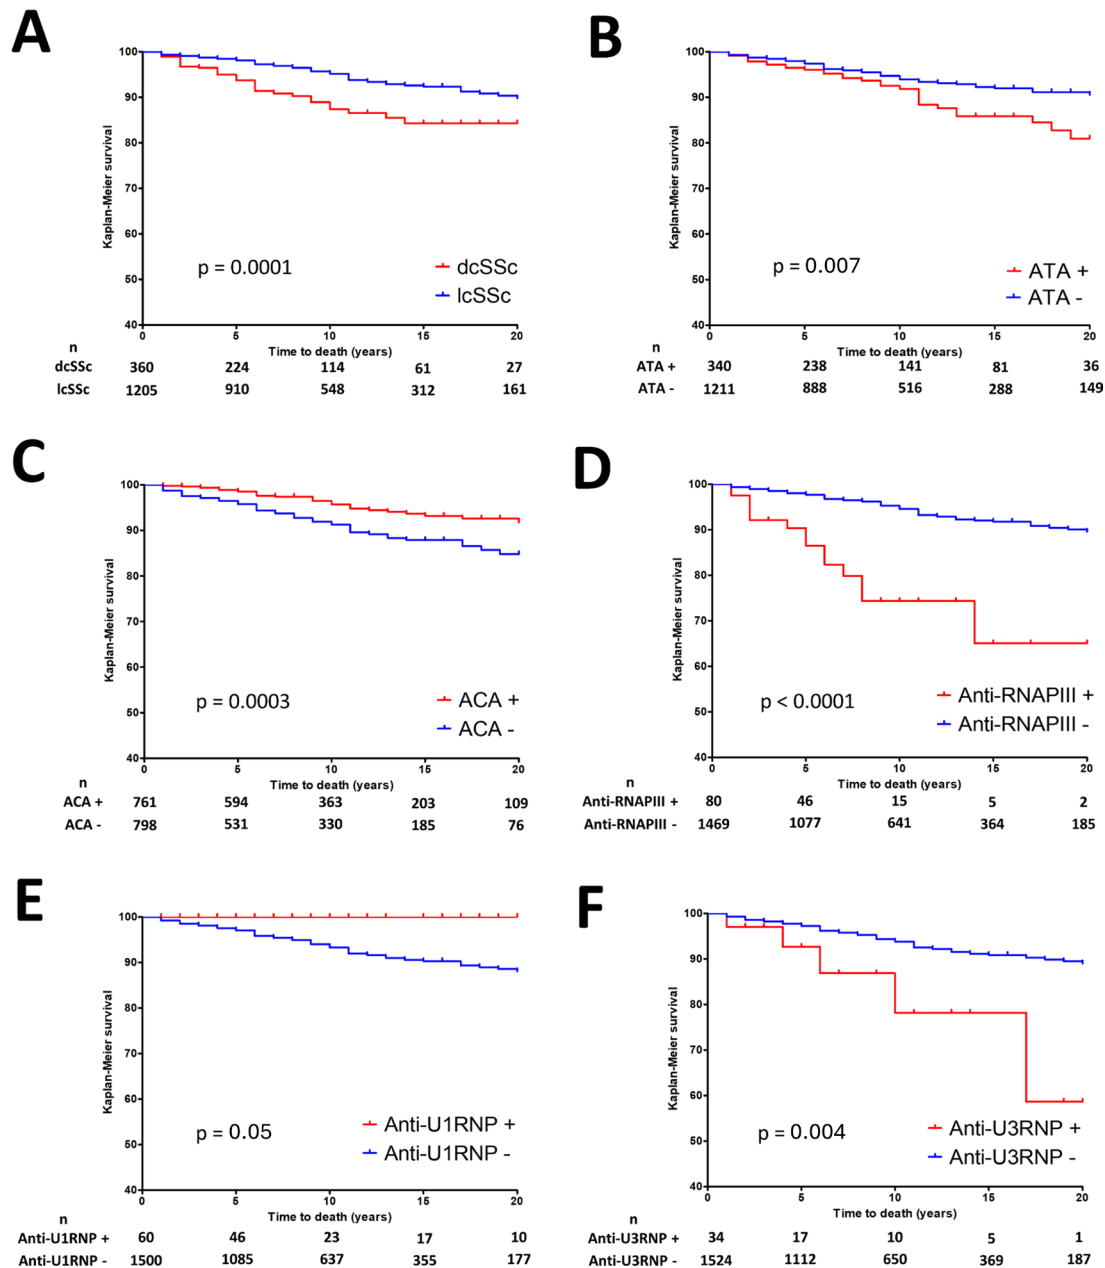 A
100
90
80
70
60
50
40
Kaplan-Meier survival
p = 0.0001
dcSSc
lcSSc
0 5 10 15 20
Time to death (years)
n
dcSSc 360 224 114 61 27
lcSSc 1205 910 548 312 161
B
100
90
80
70
60
50
40
Kaplan-Meier survival
p = 0.007
ATA +
ATA -
0 5 10 15 20
Time to death (years)
n
ATA + 340 238 141 81 36
ATA - 1211 888 516 288 149
C
100
90
80
70
60
50
40
Kaplan-Meier survival
p = 0.0003
ACA +
ACA -
0 5 10 15 20
Time to death (years)
n
ACA + 761 594 363 203 109
ACA - 798 531 330 185 76
D
100
90
80
70
60
50
40
Kaplan-Meier survival
p < 0.0001
Anti-RNAPIII +
Anti-RNAPIII -
0 5 10 15 20
Time to death (years)
n
Anti-RNAPIII + 80 46 15 5 2
Anti-RNAPIII - 1469 1077 641 364 185
E
100
90
80
70
60
50
40
Kaplan-Meier survival
p = 0.05
Anti-U1RNP +
Anti-U1RNP -
0 5 10 15 20
Time to death (years)
n
Anti-U1RNP + 60 46 23 17 10
Anti-U1RNP - 1500 1085 637 355 177
F
100
90
80
70
60
50
40
Kaplan-Meier survival
p = 0.004
Anti-U3RNP +
Anti-U3RNP -
0 5 10 15 20
Time to death (years)
n
Anti-U3RNP + 34 17 10 5 1
Anti-U3RNP - 1524 1112 650 369 187